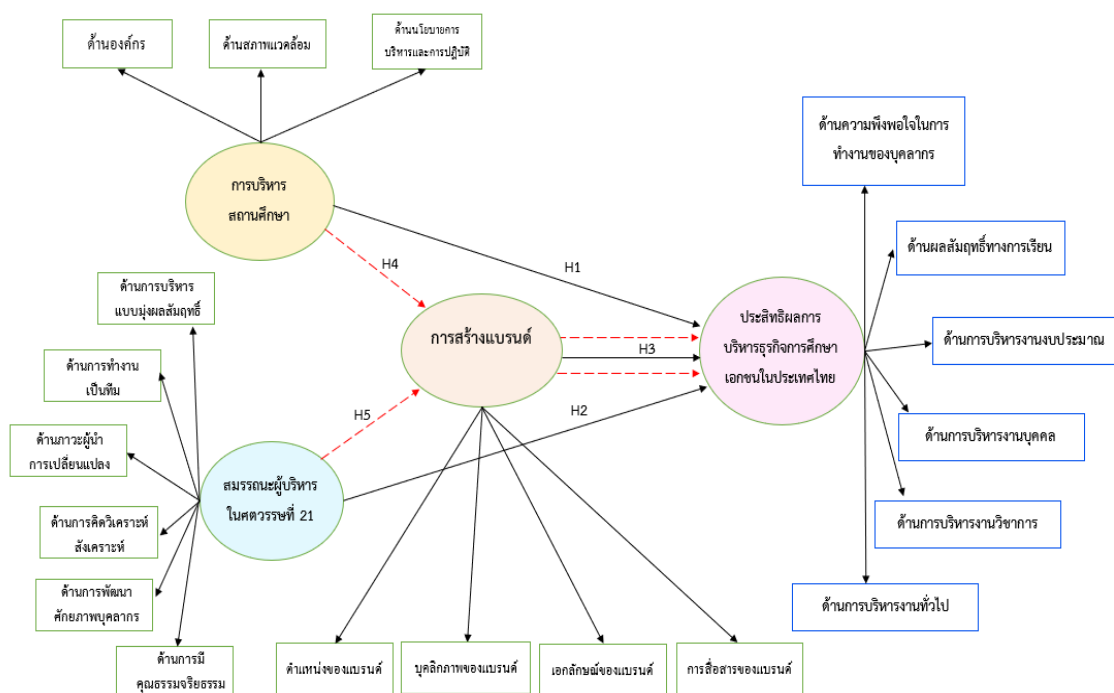 ด้านองค์กร
ด้านสภาพแวดล้อม
ด้านนโยบายการ
บริหารและการปฏิบัติ
การบริหาร
สถานศึกษา
ด้านความพึงพอใจในการ
ทำงานของบุคลากร
ด้านผลสัมฤทธิ์ทางการเรียน
H1
H4
ด้านการบริหาร
แบบมุ่งผลสัมฤทธิ์
การสร้างแบรนด์
H3
ประสิทธิผลการ
บริหารธุรกิจการศึกษา
เอกชนในประเทศไทย
ด้านการบริหารงานงบประมาณ
ด้านการทำงาน
เป็นทีม
H5
H2
ด้านภาวะผู้นำ
การเปลี่ยนแปลง
ด้านการบริหารงานบุคคล
สมรรถนะผู้บริหาร
ในศตวรรษที่ 21
ด้านการคิดวิเคราะห์
สังเคราะห์
ด้านการบริหารงานวิชาการ
ด้านการพัฒนา
ศักยภาพบุคลากร
ด้านการบริหารงานทั่วไป
ด้านการมี
คุณธรรมจริยธรรม
ตำแหน่งของแบรนด์
บุคลิกภาพของแบรนด์
เอกลักษณ์ของแบรนด์
การสื่อสารของแบรนด์